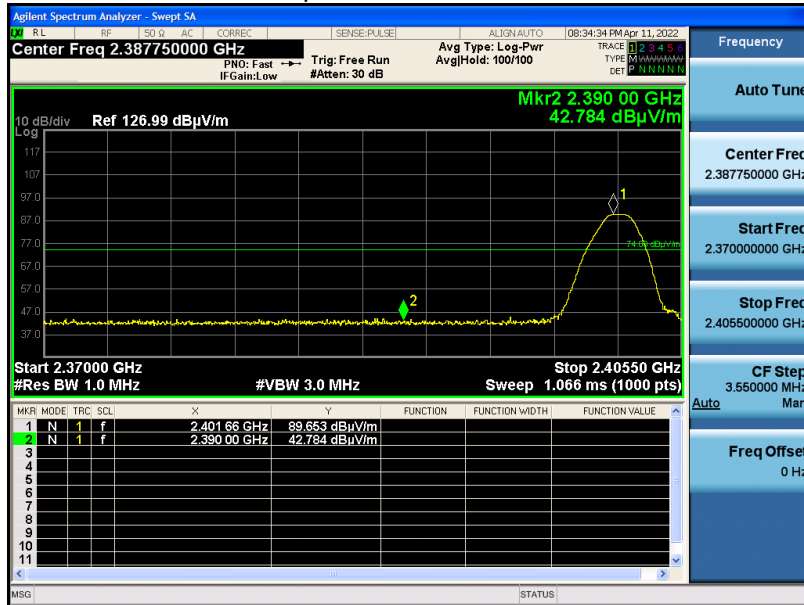 Agilent Spectrum Analyzer - Swept SA
LXI RL RF 50 Ω AC CORREC SENSE:PULSE ALIGN AUTO 08:34:34 PM Apr 11, 2022
Center Freq 2.387750000 GHz
PNO: Fast
IFGain:Low
Trig: Free Run
#Atten: 30 dB
Avg Type: Log-Pwr
Avg|Hold: 100/100
TRACE 1 2 3 4 5 6
TYPE M WWWWW
DET P N N N N N
Mkr2 2.390 00 GHz
42.784 dBμV/m
10 dB/div Ref 126.99 dBμV/m
Log
117
107
97.0
87.0
77.0
67.0
57.0
47.0
37.0
1
74.00 dBμV/m
2
Start 2.37000 GHz Stop 2.40550 GHz
#Res BW 1.0 MHz #VBW 3.0 MHz Sweep 1.066 ms (1000 pts)
MKR MODE TRC SCL X Y FUNCTION FUNCTION WIDTH FUNCTION VALUE
1 N 1 f 2.401 66 GHz 89.653 dBμV/m
2 N 1 f 2.390 00 GHz 42.784 dBμV/m
3
4
5
6
7
8
9
10
11
MSG STATUS
Frequency
Auto Tune
Center Freq
2.387750000 GHz
Start Freq
2.370000000 GHz
Stop Freq
2.405500000 GHz
CF Step
3.550000 MHz
Auto Man
Freq Offset
0 Hz